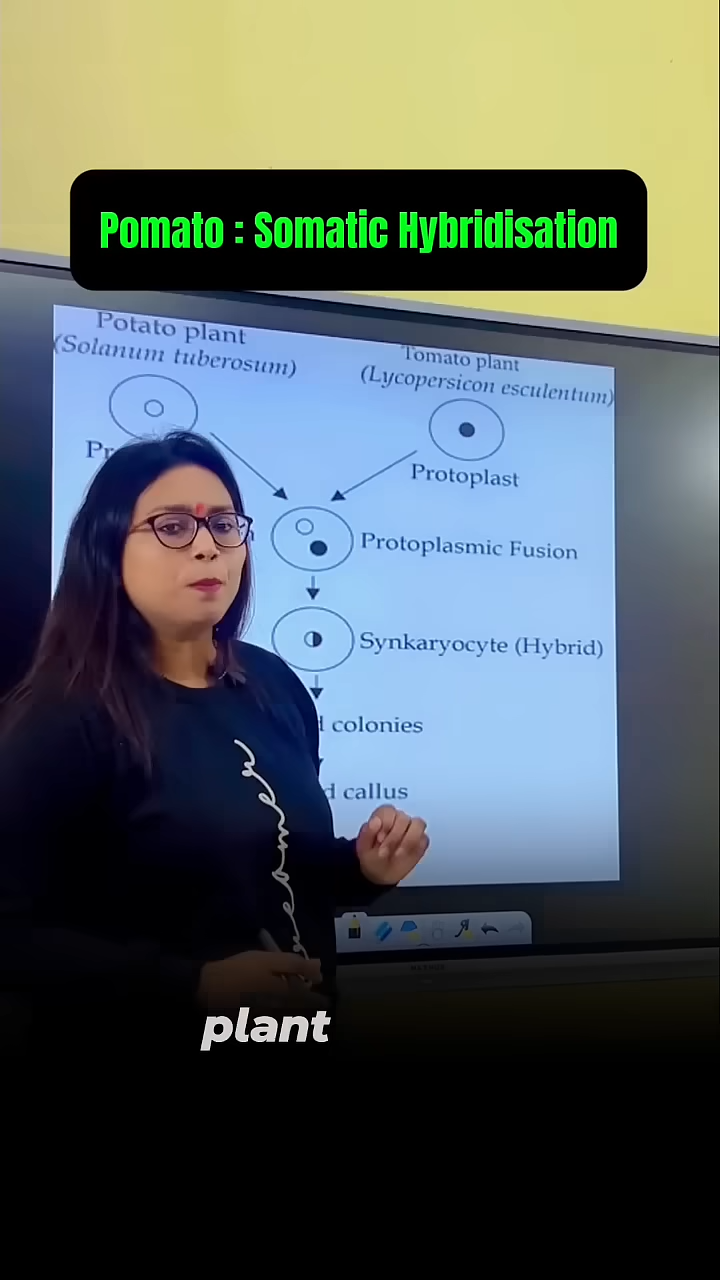 Pomato : Somatic Hybridisation
Potato plant
(Solanum tuberosum)
Tomato plant
(Lycopersicon esculentum)
Protoplast
Protoplasmic Fusion
Synkaryocyte (Hybrid)
colonies
callus
plant